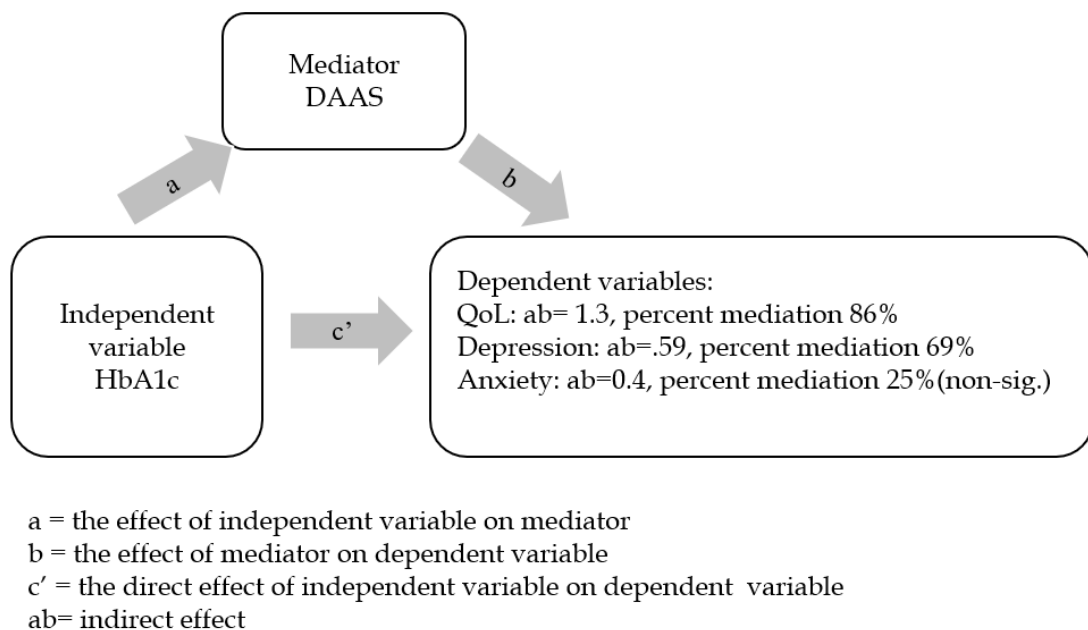 Mediator
DAAS
a
b
Independent
variable
HbA1c
c’
Dependent variables:
QoL: ab= 1.3, percent mediation 86%
Depression: ab=.59, percent mediation 69%
Anxiety: ab=0.4, percent mediation 25%(non-sig.)
a = the effect of independent variable on mediator
b = the effect of mediator on dependent variable
c’ = the direct effect of independent variable on dependent variable
ab= indirect effect